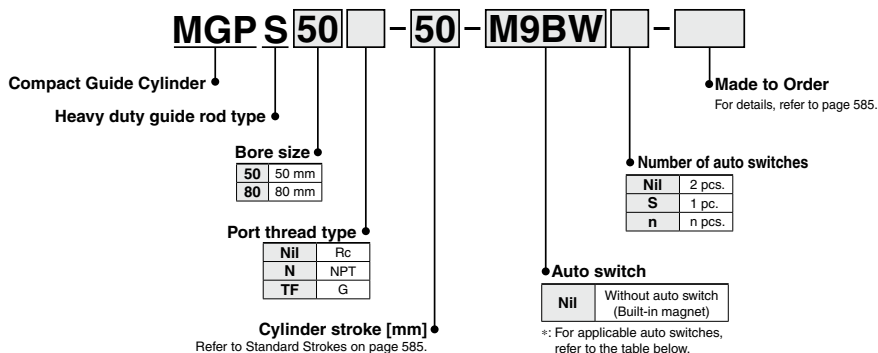 MGP S 50 - 50 - M9BW -
Compact Guide Cylinder
Heavy duty guide rod type
Bore size
50 50 mm
80 80 mm
Port thread type
Nil Rc
N NPT
TF G
Cylinder stroke [mm]
Refer to Standard Strokes on page 585.
Made to Order
For details, refer to page 585.
Number of auto switches
Nil 2 pcs.
S 1 pc.
n n pcs.
Auto switch
Nil Without auto switch
(Built-in magnet)
*: For applicable auto switches,
refer to the table below.